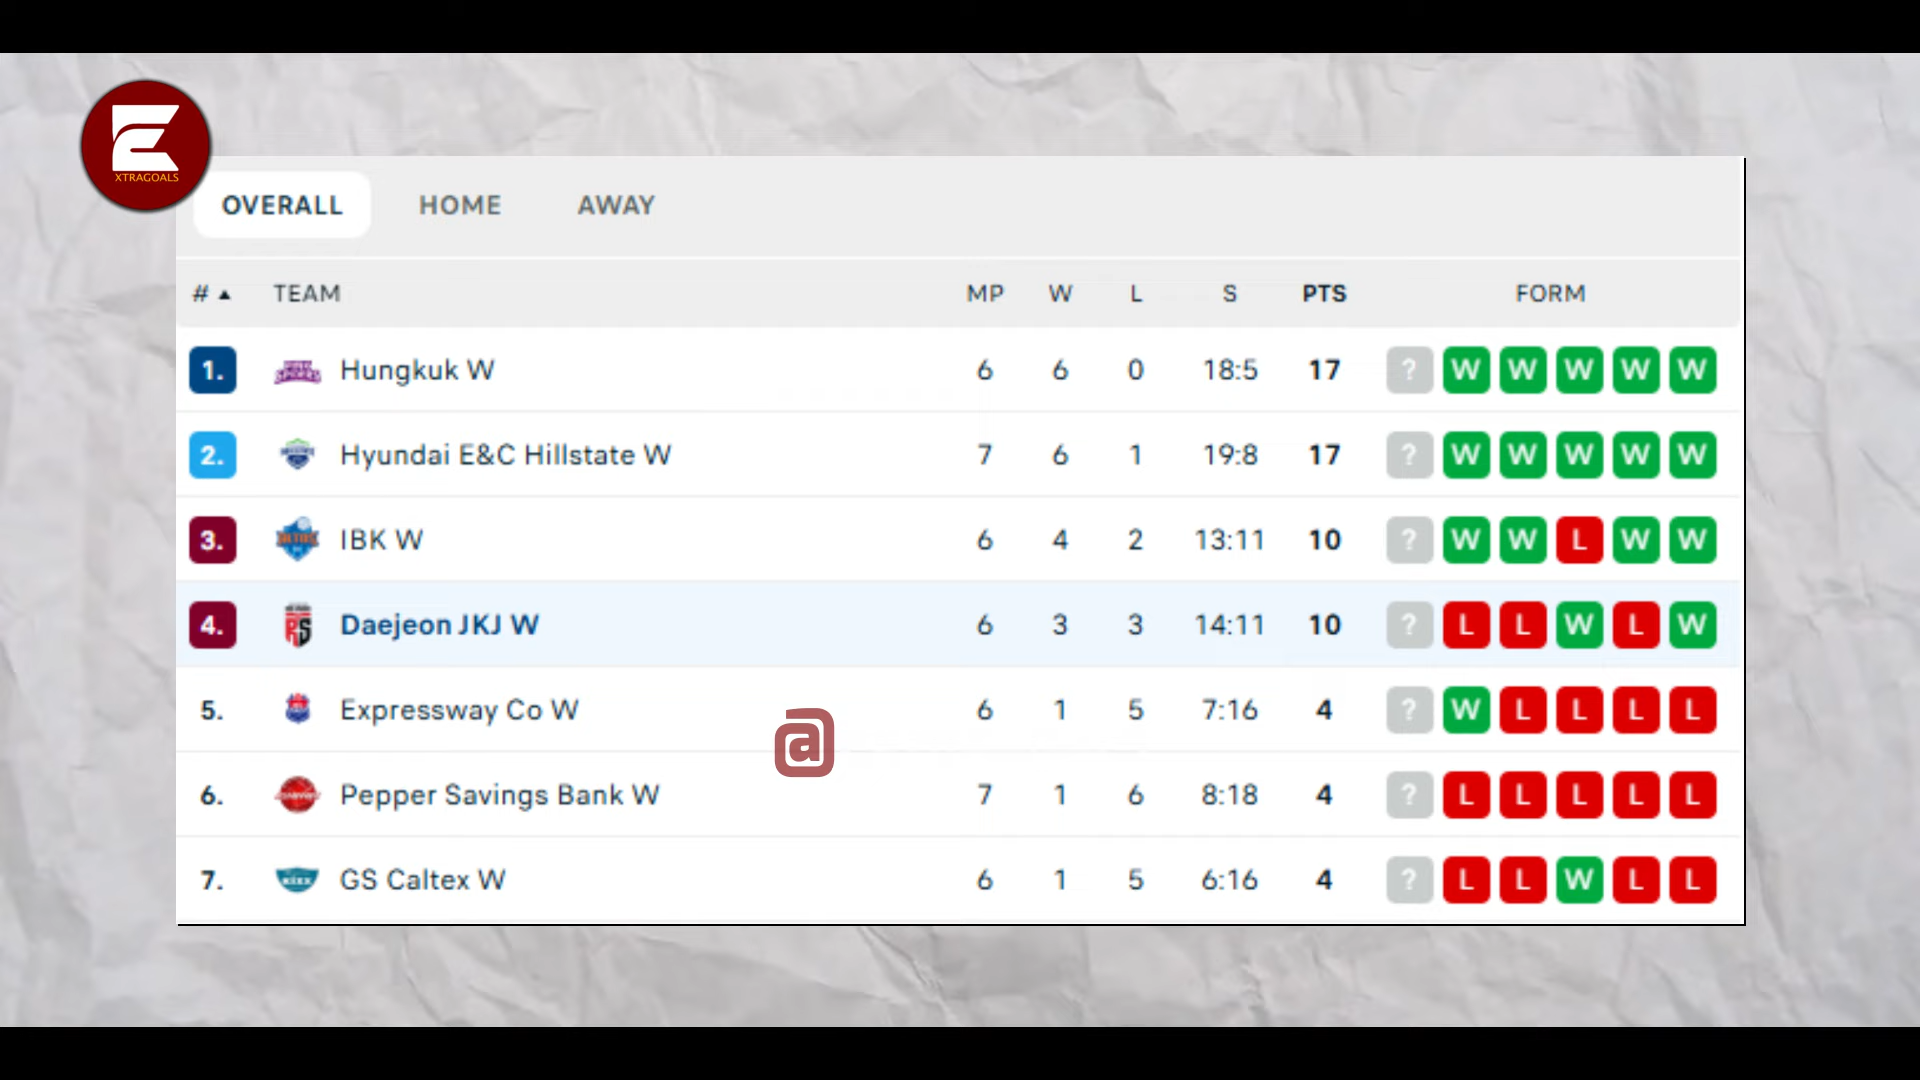 E
XTRAGOALS
OVERALL HOME AWAY
# TEAM MP W L S PTS FORM
1. Hungkuk W 6 6 0 18:5 17 ? W W W W W
2. Hyundai E&C Hillstate W 7 6 1 19:8 17 ? W W W W W
3. IBK W 6 4 2 13:11 10 ? W W L W W
4. RS Daejeon JKJ W 6 3 3 14:11 10 ? L L W L W
5. Expressway Co W 6 1 5 7:16 4 ? W L L L L
@
6. Pepper Savings Bank W 7 1 6 8:18 4 ? L L L L L
7. KIXX GS Caltex W 6 1 5 6:16 4 ? L L W L L